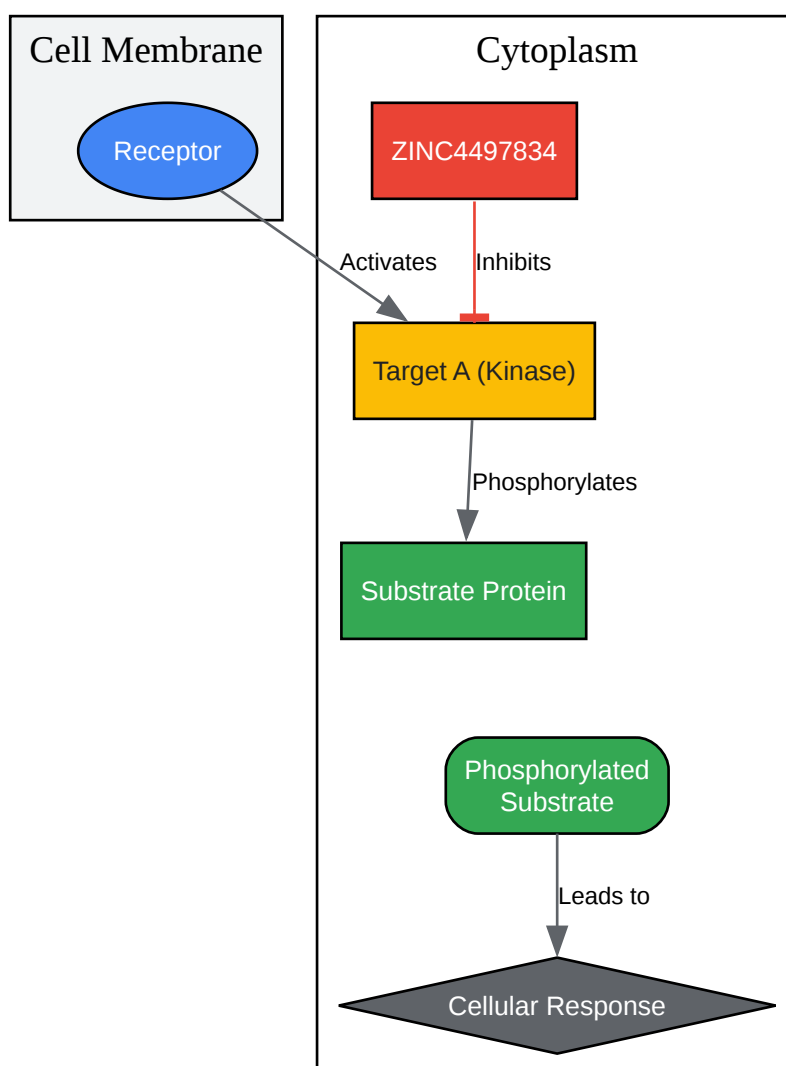 Cell Membrane
Cytoplasm
Receptor
ZINC4497834
Activates
Inhibits
Target A (Kinase)
Phosphorylates
Substrate Protein
Phosphorylated
Substrate
Leads to
Cellular Response